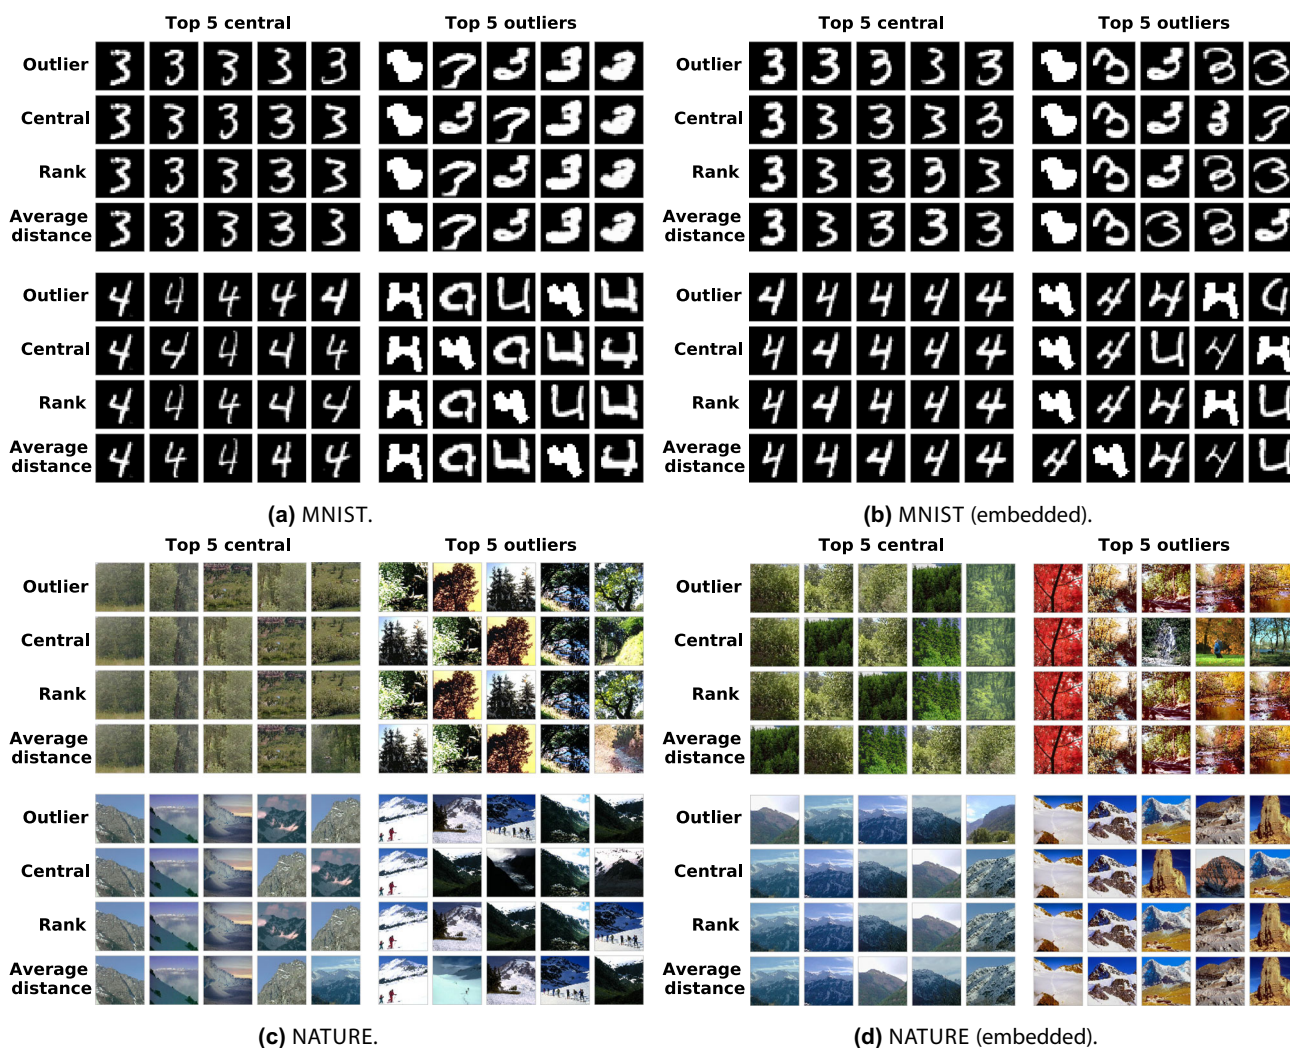 Top 5 central Top 5 outliers
Outlier
Central
Rank
Average
distance
Outlier
Central
Rank
Average
distance
(a) MNIST.
Top 5 central Top 5 outliers
Outlier
Central
Rank
Average
distance
Outlier
Central
Rank
Average
distance
(b) MNIST (embedded).
Top 5 central Top 5 outliers
Outlier
Central
Rank
Average
distance
Outlier
Central
Rank
Average
distance
(c) NATURE.
Top 5 central Top 5 outliers
Outlier
Central
Rank
Average
distance
Outlier
Central
Rank
Average
distance
(d) NATURE (embedded).